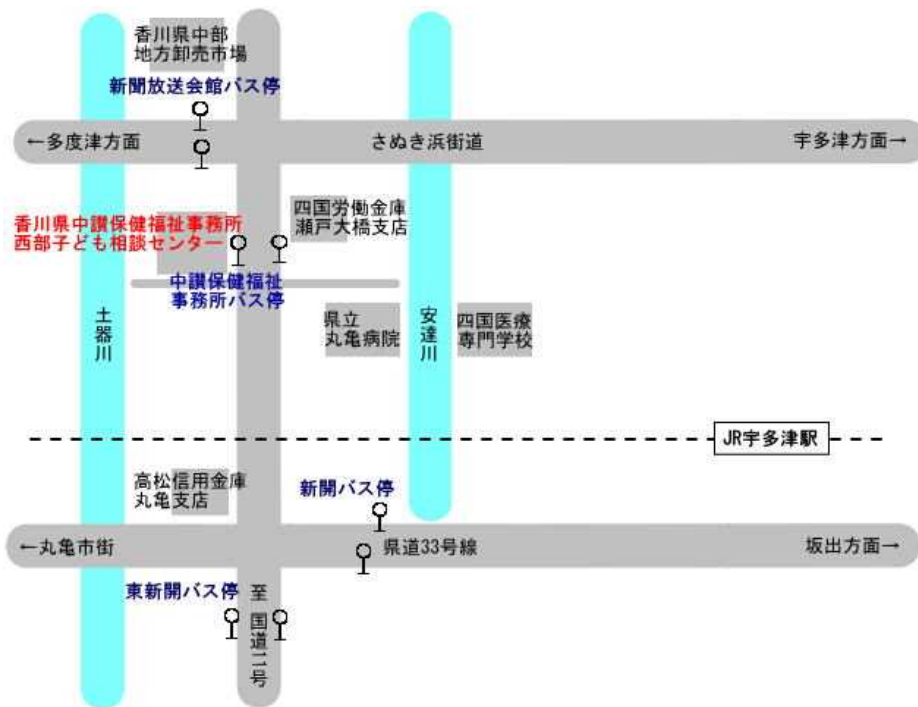 香川県中部
地方卸売市場
新聞放送会館バス停
←多度津方面
さぬき浜街道
宇多津方面→
四国労働金庫
瀬戸大橋支店
香川県中讃保健福祉事務所
西部子ども相談センター
中讃保健福祉
事務所バス停
土器川
県立
丸亀病院
安達川
四国医療
専門学校
JR宇多津駅
高松信用金庫
丸亀支店
新開バス停
←丸亀市街
県道33号線
坂出方面→
東新開バス停
至 国道11号